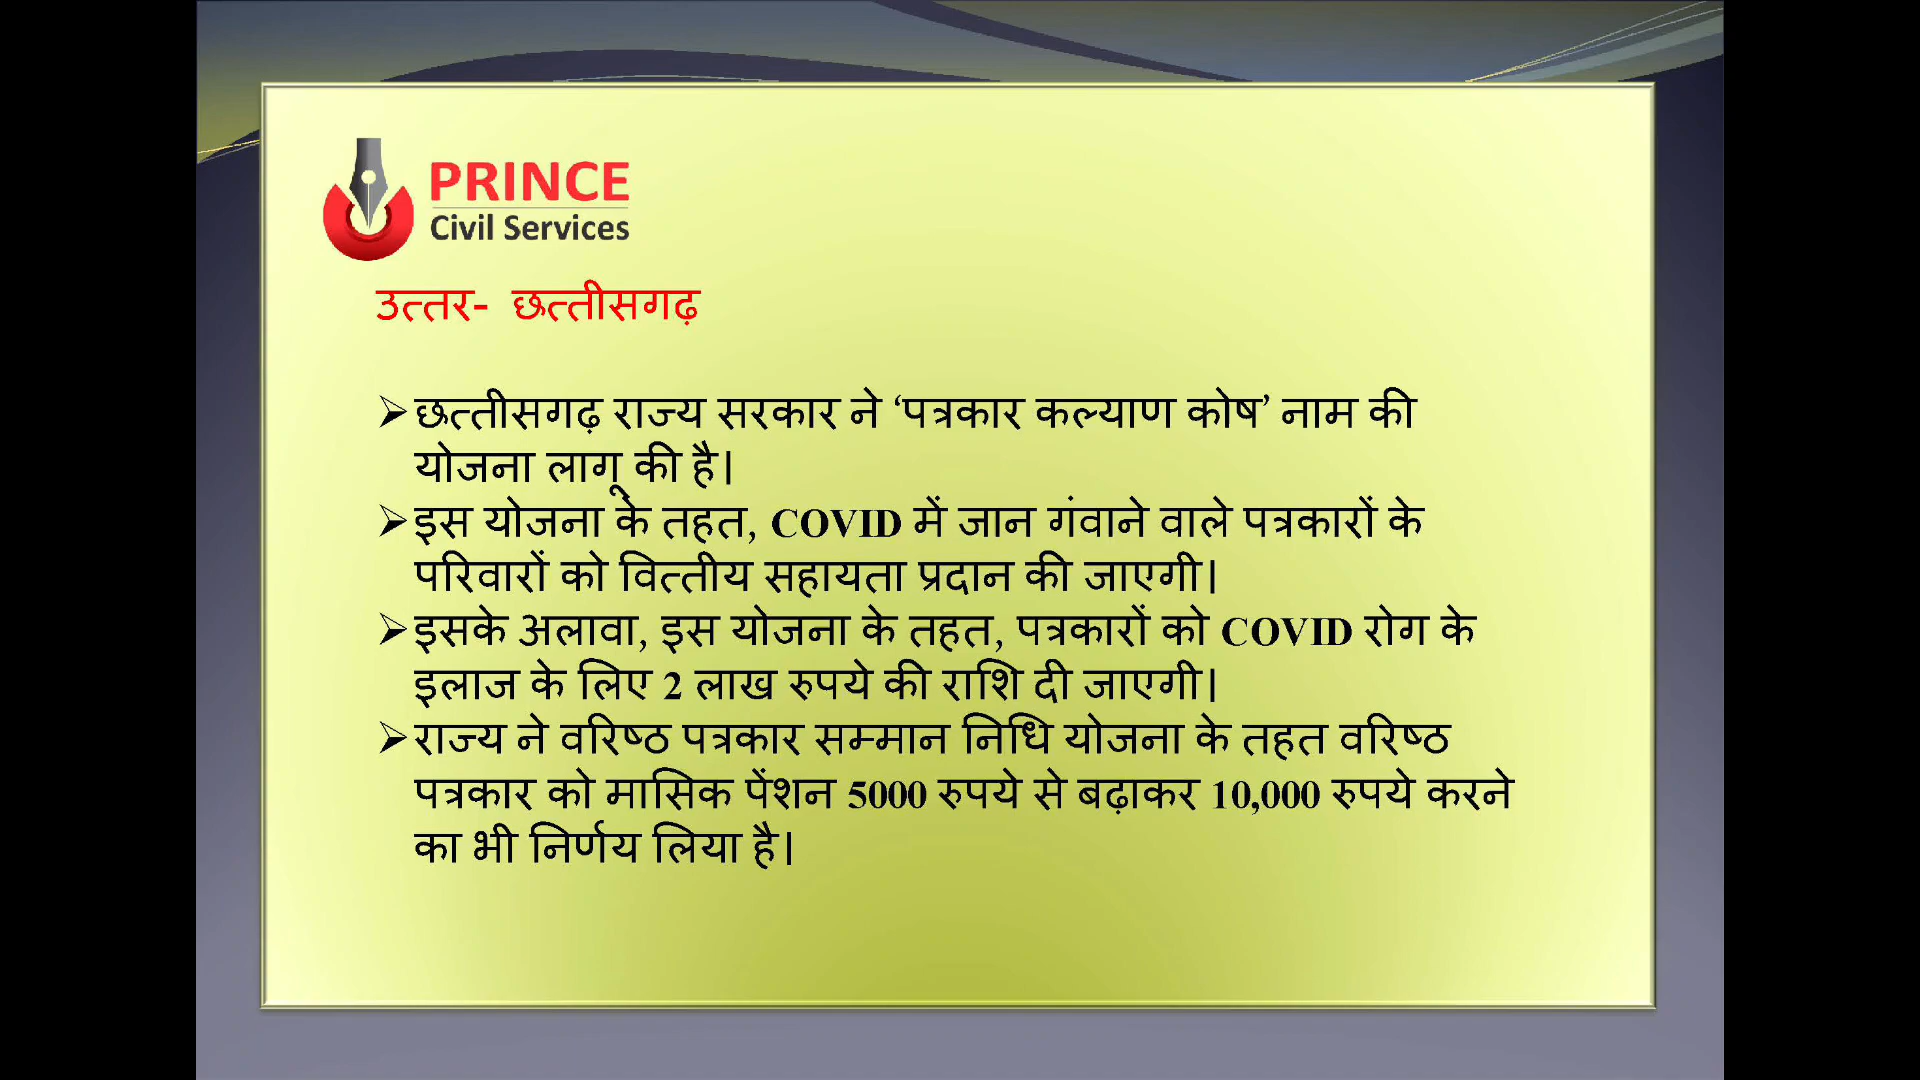 PRINCE
Civil Services
उत्तर- छत्तीसगढ़
➢छत्तीसगढ़ राज्य सरकार ने ‘पत्रकार कल्याण कोष’ नाम की
योजना लागू की है।
➢इस योजना के तहत, COVID में जान गंवाने वाले पत्रकारों के
परिवारों को वित्तीय सहायता प्रदान की जाएगी।
➢इसके अलावा, इस योजना के तहत, पत्रकारों को COVID रोग के
इलाज के लिए 2 लाख रुपये की राशि दी जाएगी।
➢राज्य ने वरिष्ठ पत्रकार सम्मान निधि योजना के तहत वरिष्ठ
पत्रकार को मासिक पेंशन 5000 रुपये से बढ़ाकर 10,000 रुपये करने
का भी निर्णय लिया है।